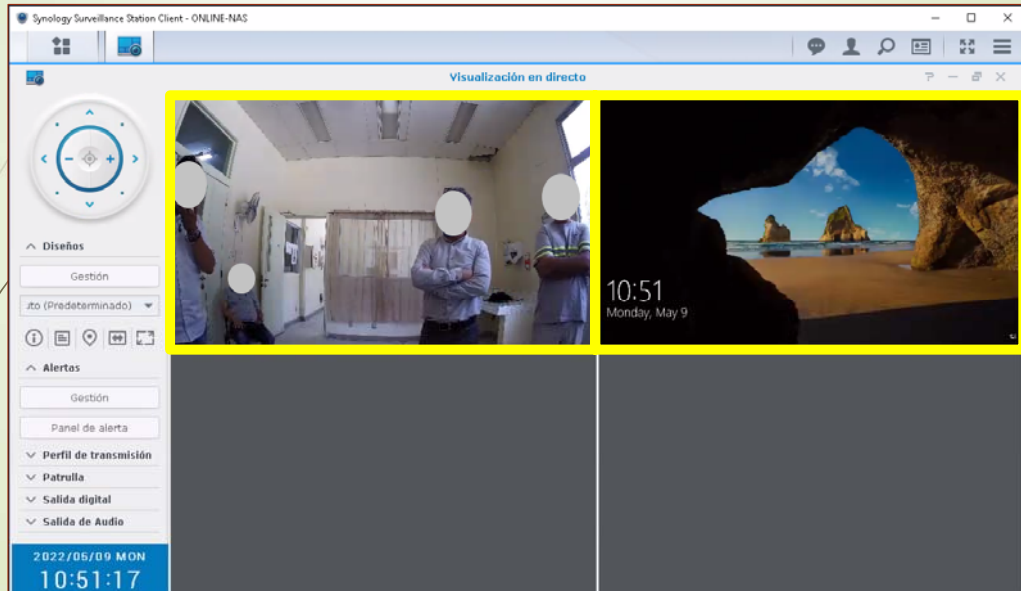 Synology Surveillance Station Client - ONLINE-NAS
Visualización en directo
Diseños
Gestión
ito (Predeterminado)
Alertas
Gestión
Panel de alerta
Perfil de transmisión
Patrulla
Salida digital
Salida de Audio
2022/05/09 MON
10:51:17
10:51
Monday, May 9